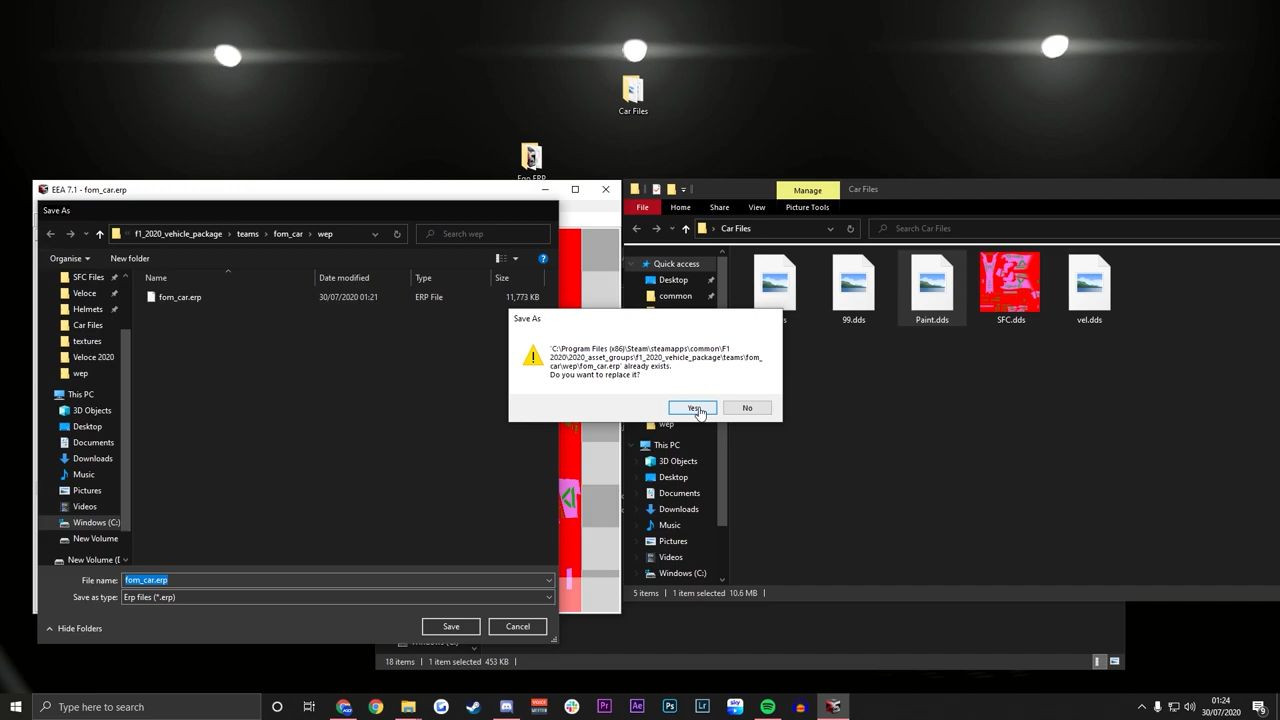 Car Files
EEA 7.1 - fom_car.erp
Save As
f1_2020_vehicle_package
teams
fom_car
wep
Search wep
Organise
New folder
Name
Date modified
Type
Size
SFC Files
Veloce
Helmets
Car Files
textures
Veloce 2020
wep
This PC
3D Objects
Desktop
Documents
Downloads
Music
Pictures
Videos
Windows (C:)
New Volume
New Volume (
fom_car.erp
30/07/2020 01:21
ERP File
11,773 KB
File name:
fom_car.erp
Save as type:
Erp files (*.erp)
Hide Folders
Save
Cancel
Save As
'C:\Program Files (x86)\Steam\steamapps\common\F1
2020\2020_asset_groups\f1_2020_vehicle_package\teams\fom_
car\wep\fom_car.erp' already exists.
Do you want to replace it?
Yes
No
Manage
Car Files
File
Home
Share
View
Picture Tools
Car Files
Search Car Files
Quick access
Desktop
common
99.dds
Paint.dds
SFC.dds
vel.dds
wep
This PC
3D Objects
Desktop
Documents
Downloads
Music
Pictures
Videos
Windows (C:)
5 items
1 item selected 10.6 MB
18 items
1 item selected 453 KB
Type here to search
01:24
30/07/2020